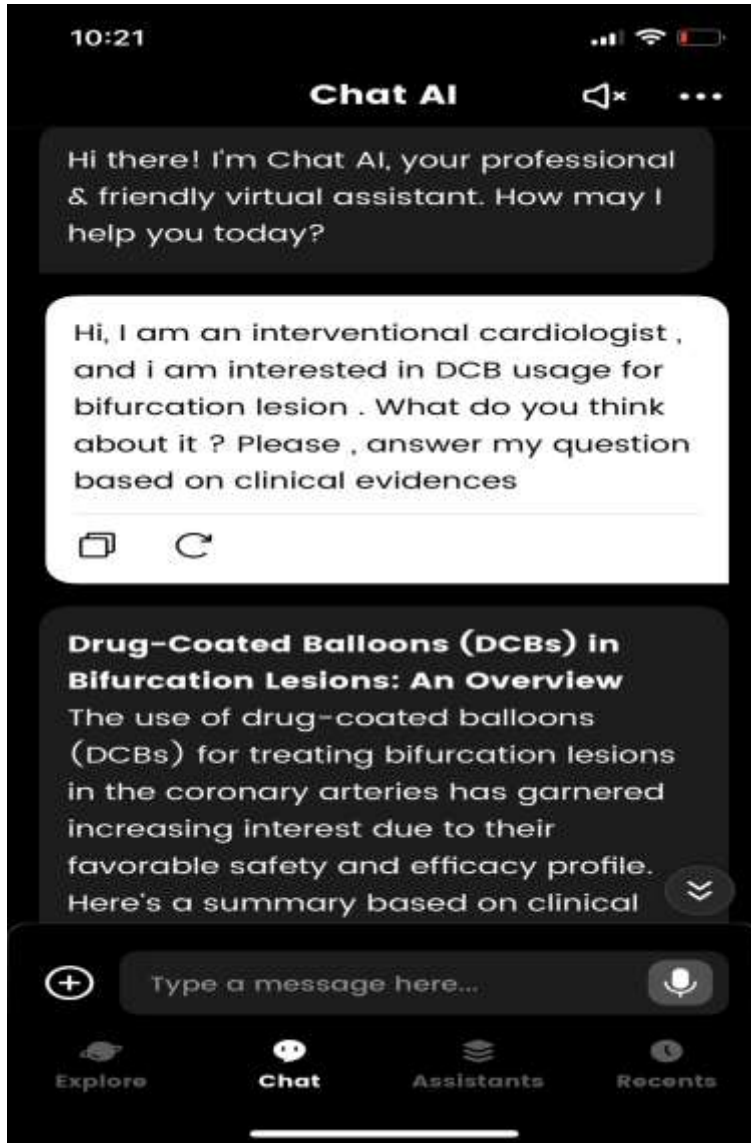 10:21
Chat AI
Hi there! I'm Chat AI, your professional
& friendly virtual assistant. How may I
help you today?
Hi, I am an interventional cardiologist ,
and i am interested in DCB usage for
bifurcation lesion . What do you think
about it ? Please , answer my question
based on clinical evidences
Drug-Coated Balloons (DCBs) in
Bifurcation Lesions: An Overview
The use of drug-coated balloons
(DCBs) for treating bifurcation lesions
in the coronary arteries has garnered
increasing interest due to their
favorable safety and efficacy profile.
Here's a summary based on clinical
Type a message here...
Explore Chat Assistants Recents